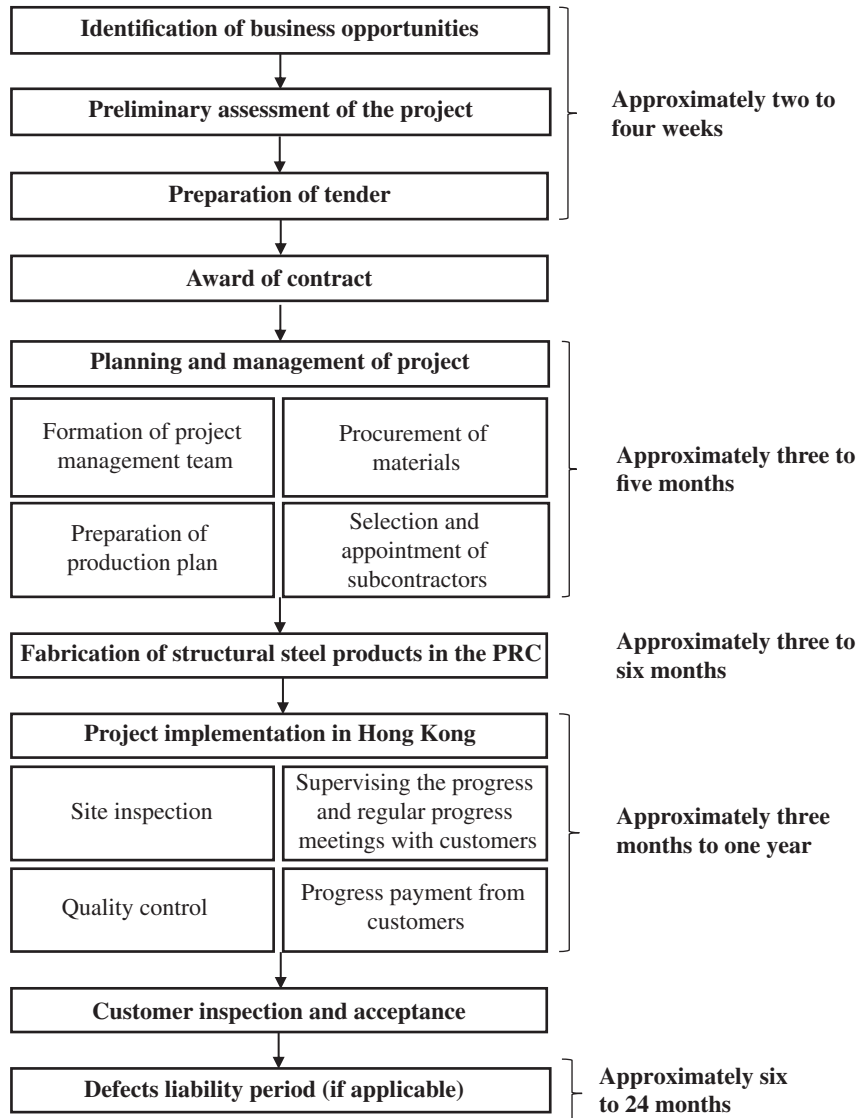 Identification of business opportunities
Preliminary assessment of the project
Approximately two to
four weeks
Preparation of tender
Award of contract
Planning and management of project
Formation of project
management team
Procurement of
materials
Approximately three to
five months
Preparation of
production plan
Selection and
appointment of
subcontractors
Fabrication of structural steel products in the PRC
Approximately three to
six months
Project implementation in Hong Kong
Site inspection
Supervising the progress
and regular progress
meetings with customers
Approximately three
months to one year
Quality control
Progress payment from
customers
Customer inspection and acceptance
Defects liability period (if applicable)
Approximately six
to 24 months